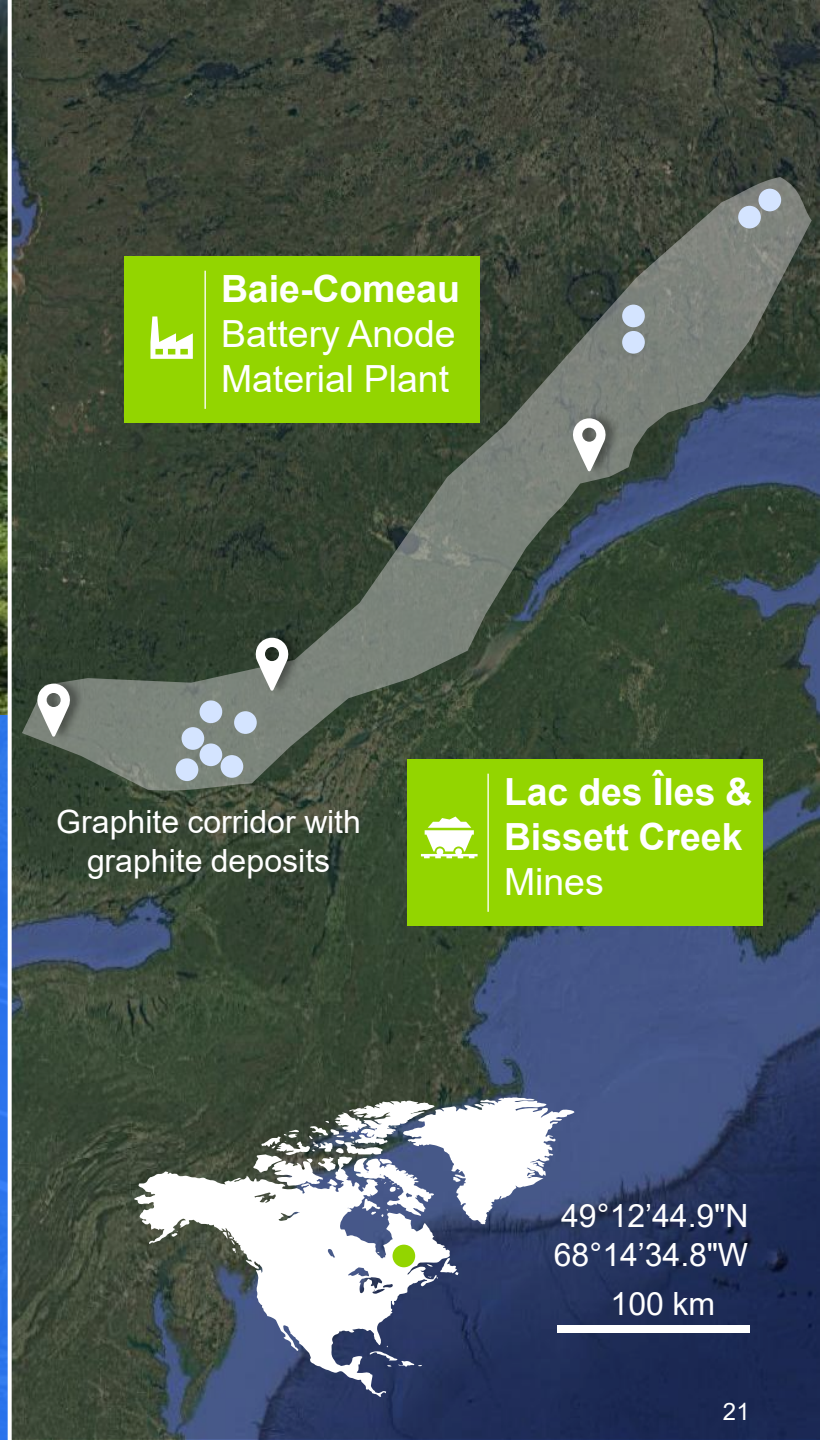 Baie-Comeau
Battery Anode
Material Plant
Graphite corridor with
graphite deposits
Lac des Îles &
Bissett Creek
Mines
49°12’44.9"N
68°14’34.8"W
100 km
21